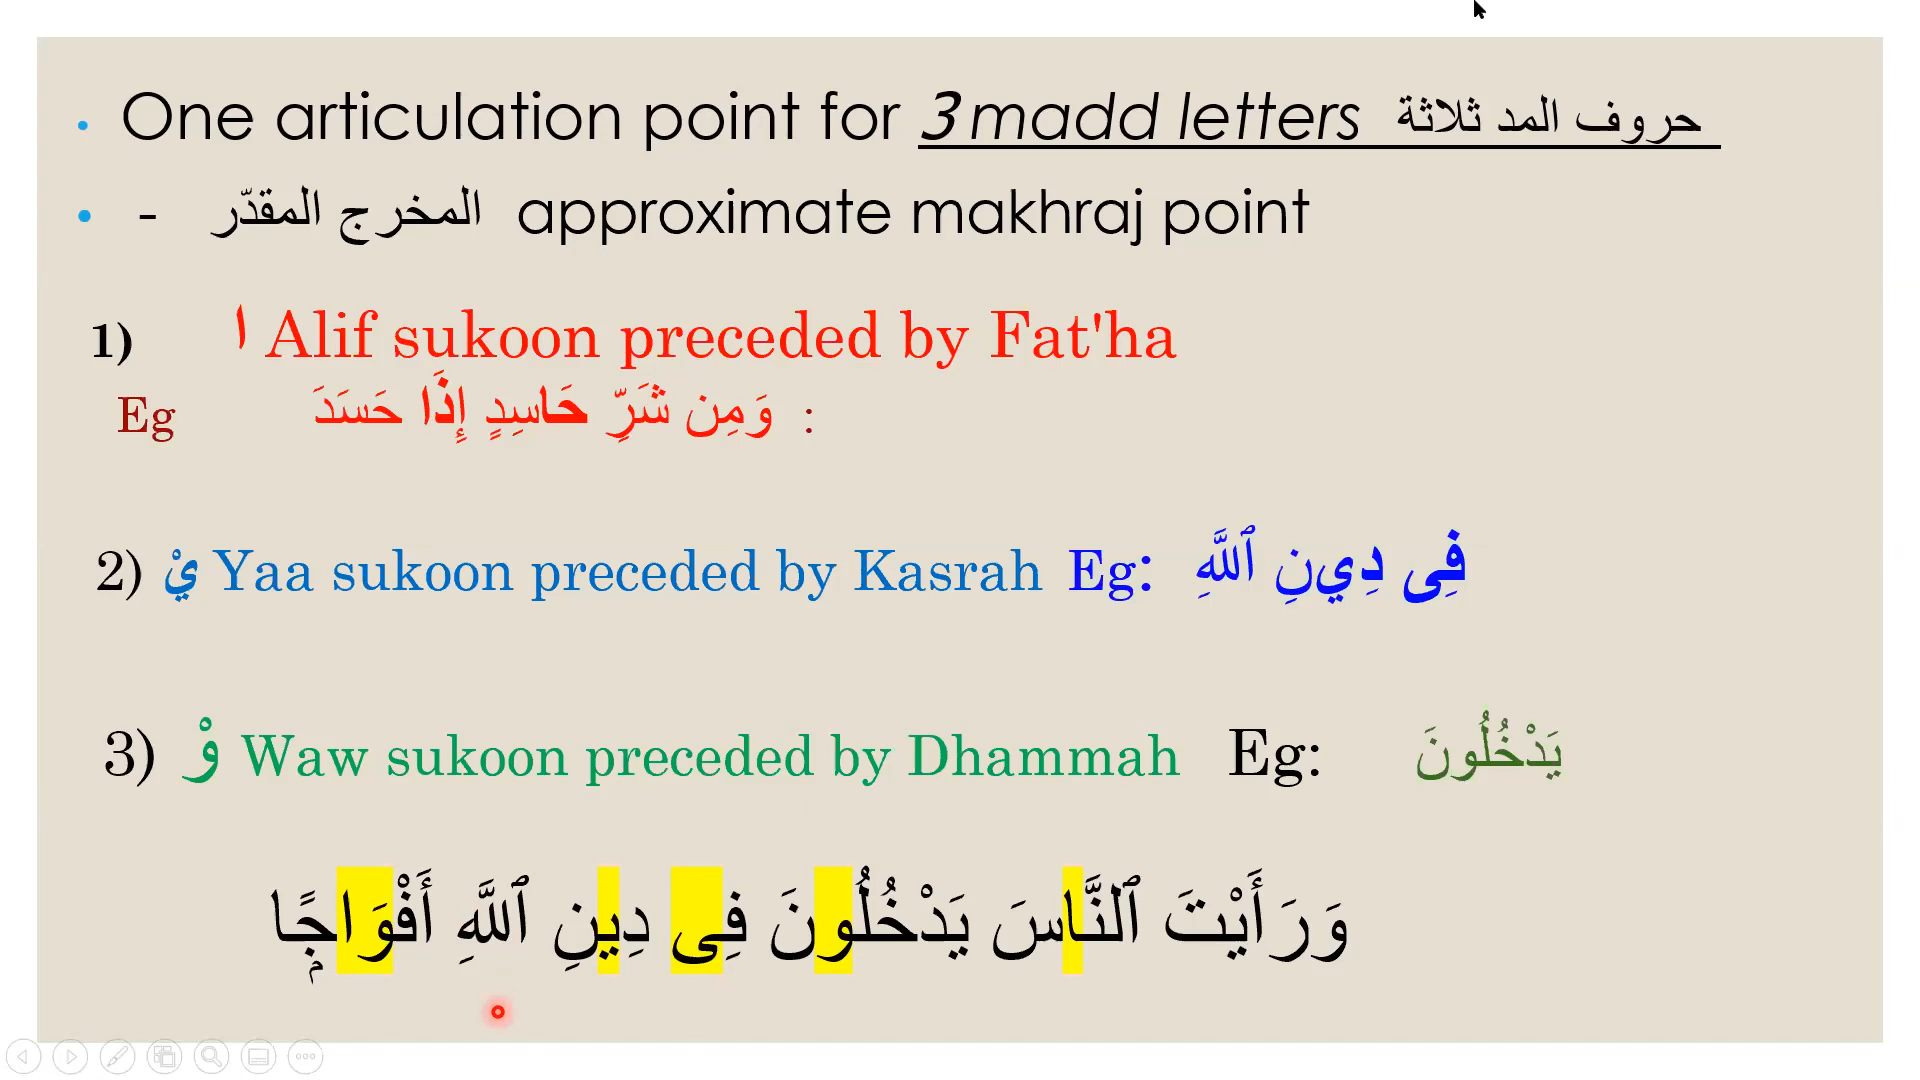 • One articulation point for 3 madd letters حروف المد ثلاثة
• - المخرج المقدّر approximate makhraj point
1) ا Alif sukoon preceded by Fat'ha
Eg وَمِن شَرِّ حَاسِدٍ إِذَا حَسَدَ :
2) يْ Yaa sukoon preceded by Kasrah Eg: فِى دِينِ ٱللَّهِ
3) وْ Waw sukoon preceded by Dhammah Eg: يَدْخُلُونَ
وَرَأَيْتَ ٱلنَّاسَ يَدْخُلُونَ فِى دِينِ ٱللَّهِ أَفْوَاجًۭا